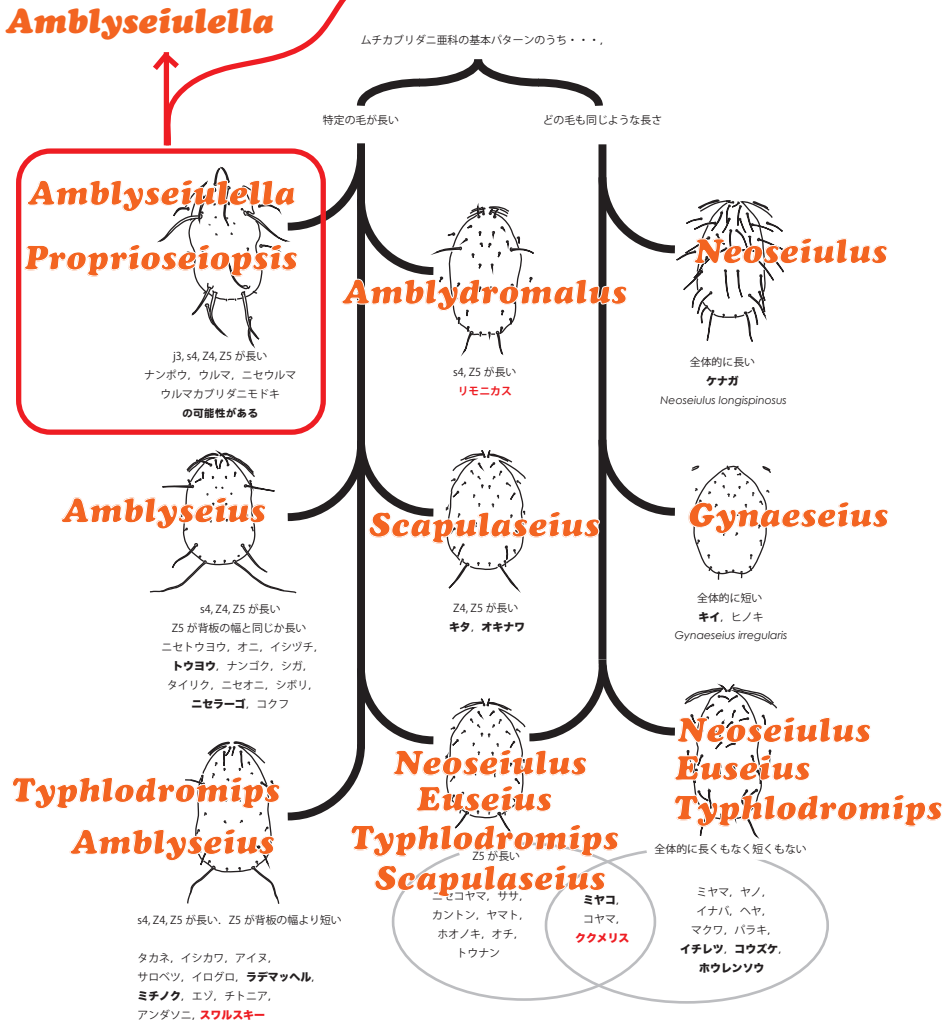 Amblyseiulella
ムチカブリダニ亜科の基本パターンのうち・・・,
特定の毛が長い
どの毛も同じような長さ
Amblyseiulella
Proprioseiopsis
j3, s4, Z4, Z5 が長い
ナンポウ, ウルマ, ニセウルマ
ウルマカブリダニモドキ
の可能性がある
Amblydromalus
s4, Z5 が長い
リモニカス
Neoseiulus
全体的に長い
ケナガ
Neoseiulus longispinosus
Amblyseius
s4, Z4, Z5 が長い
Z5 が背板の幅と同じか長い
ニセトウヨウ, オニ, イシヅチ,
トウヨウ, ナンゴク, シガ,
タイリク, ニセオニ, シボリ,
ニセラーゴ, コクフ
Scapulaseius
Z4, Z5 が長い
キタ, オキナワ
Gynaeseius
全体的に短い
キイ, ヒノキ
Gynaeseius irregularis
Typhlodromips
Amblyseius
s4, Z4, Z5 が長い. Z5 が背板の幅より短い
タカネ, イシカワ, アイヌ,
サロベツ, イログロ, ラデマッヘル,
ミチノク, エゾ, チトニア,
アンダソニ, スワルスキー
Neoseiulus
Euseius
Typhlodromips
Z5 が長い
Scapulaseius
ニセコヤマ, ササ,
カントン, ヤマト,
ホオノキ, オチ,
トウナン
ミヤコ,
コヤマ,
ククメリス
Neoseiulus
Euseius
Typhlodromips
全体的に長くもなく短くもない
ミヤマ, ヤノ,
イナバ, ヘヤ,
マクワ, バラキ,
イチレツ, コウズケ,
ホウレンソウ